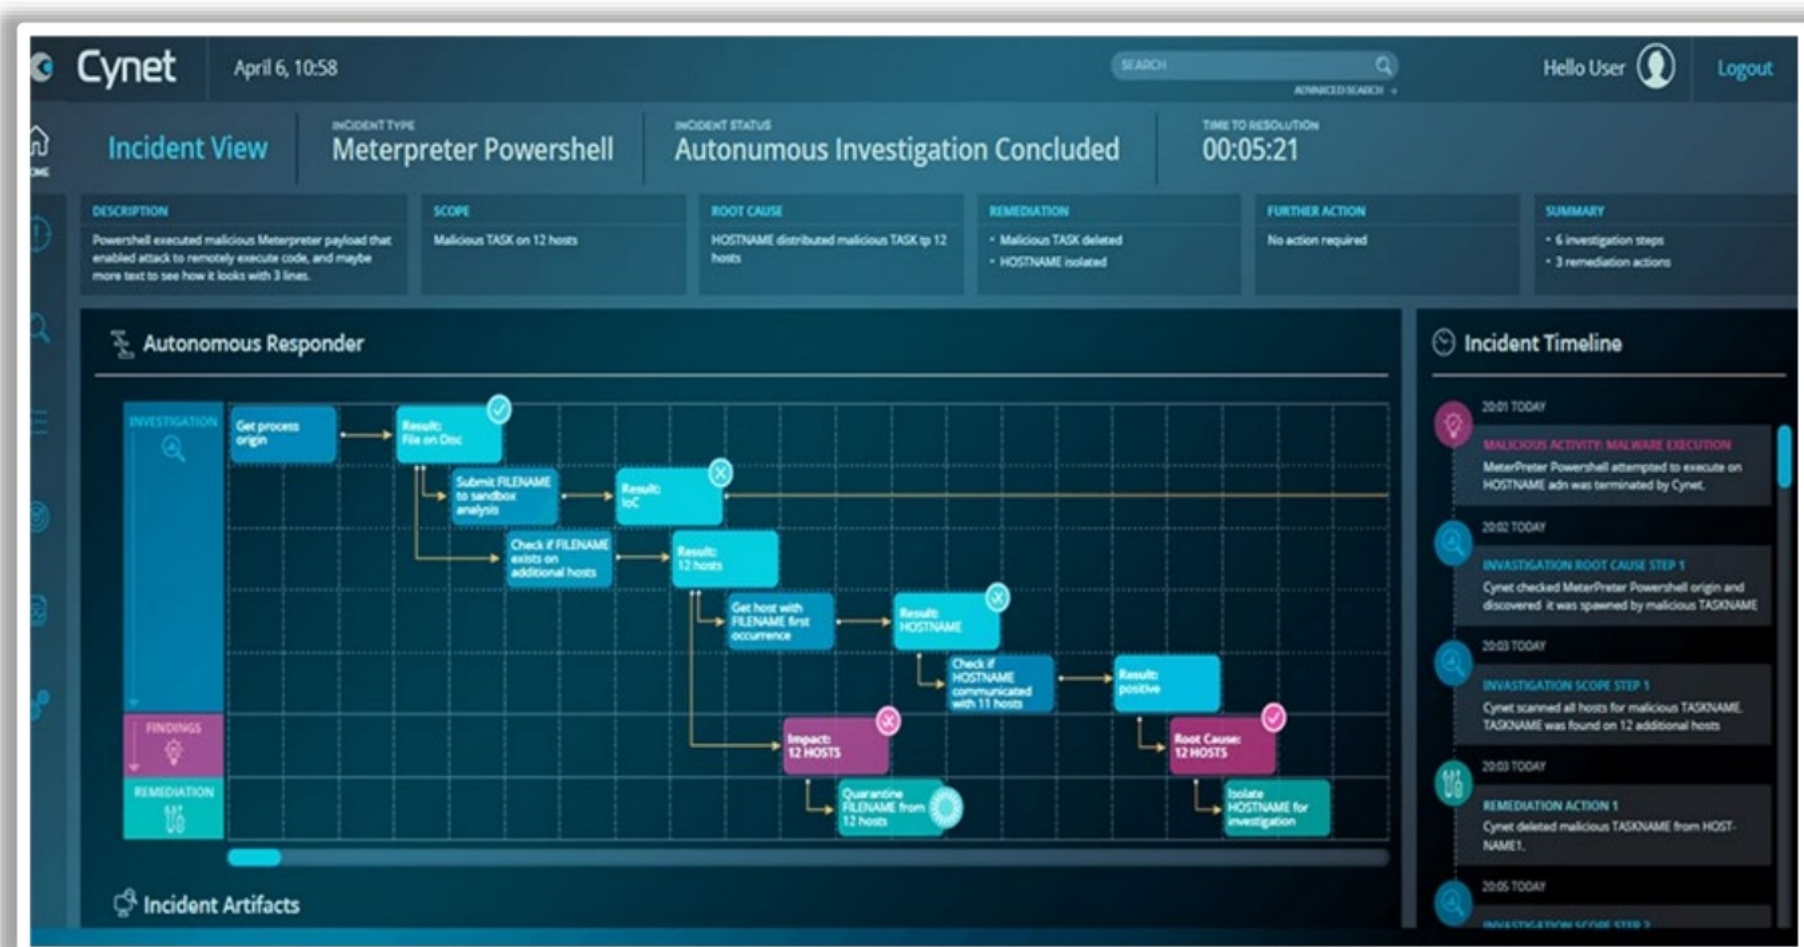 Cynet
April 6, 10:58
SEARCH
ADVANCED SEARCH
Hello User
Logout
Incident View
INCIDENT TYPE
Meterpreter Powershell
INCIDENT STATUS
Autonumous Investigation Concluded
TIME TO RESOLUTION
00:05:21
OME
DESCRIPTION
Powershell executed malicious Meterpreter payload that
enabled attack to remotely execute code, and maybe
more text to see how it looks with 3 lines.
SCOPE
Malicious TASK on 12 hosts
ROOT CAUSE
HOSTNAME distributed malicious TASK tp 12
hosts
REMEDIATION
• Malicious TASK deleted
• HOSTNAME isolated
FURTHER ACTION
No action required
SUMMARY
• 6 investigation steps
• 3 remediation actions
Autonomous Responder
INVESTIGATION
Get process
origin
Result:
File on Disc
Submit FILENAME
to sandbox
analysis
Result:
IoC
Check if FILENAME
exists on
additional hosts
Result:
12 hosts
Get host with
FILENAME first
occurrence
Result:
HOSTNAME
Check if
HOSTNAME
communicated
with 11 hosts
Result:
positive
FINDINGS
Impact:
12 HOSTS
Root Cause:
12 HOSTS
REMEDIATION
Quarantine
FILENAME from
12 hosts
Isolate
HOSTNAME for
investigation
Incident Artifacts
Incident Timeline
20:01 TODAY
MALICIOUS ACTIVITY: MALWARE EXECUTION
MeterPreter Powershell attempted to execute on
HOSTNAME adn was terminated by Cynet.
20:02 TODAY
INVASTIGATION ROOT CAUSE STEP 1
Cynet checked MeterPreter Powershell origin and
discovered it was spawned by malicious TASKNAME
20:03 TODAY
INVASTIGATION SCOPE STEP 1
Cynet scanned all hosts for malicious TASKNAME.
TASKNAME was found on 12 additional hosts
20:03 TODAY
REMEDIATION ACTION 1
Cynet deleted malicious TASKNAME from HOST-
NAME1.
20:05 TODAY
INVASTIGATION SCOPE STEP 2